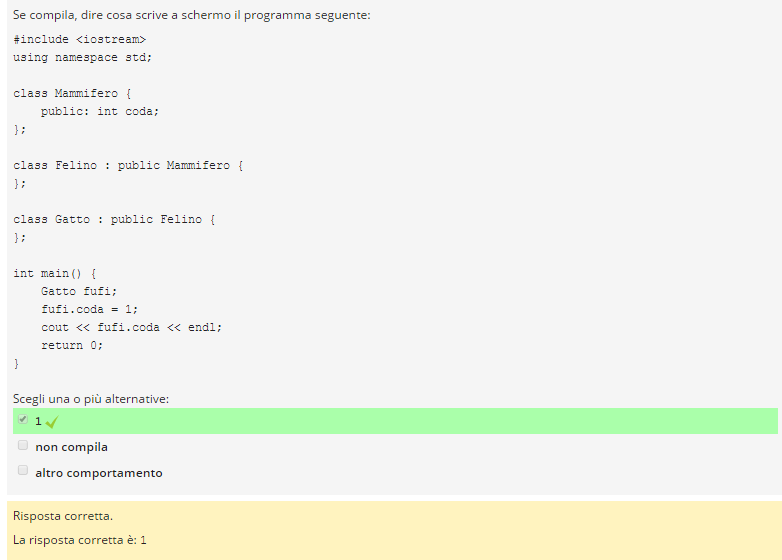 Se compila, dire cosa scrive a schermo il programma seguente:
#include <iostream>
using namespace std;
class Mammifero {
    public: int coda;
};
class Felino : public Mammifero {
};
class Gatto : public Felino {
};
int main() {
    Gatto fufi;
    fufi.coda = 1;
    cout << fufi.coda << endl;
    return 0;
}
Scegli una o più alternative:
1
non compila
altro comportamento
Risposta corretta.
La risposta corretta è: 1